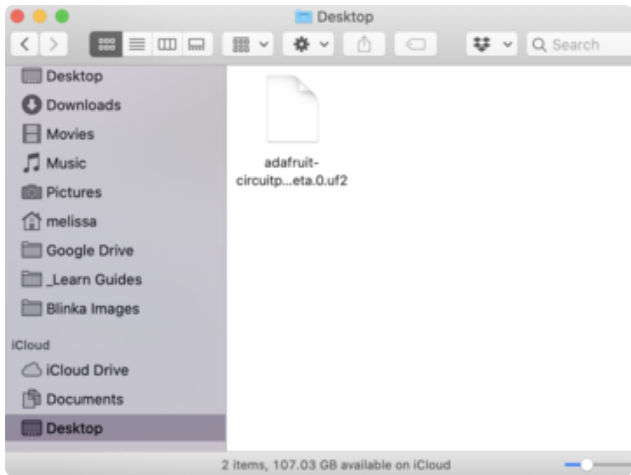 Desktop
Search
Desktop
Downloads
Movies
Music
Pictures
melissa
Google Drive
_Learn Guides
Blinka Images
iCloud
iCloud Drive
Documents
Desktop
adafruit-
circuitp...eta.0.uf2
2 items, 107.03 GB available on iCloud